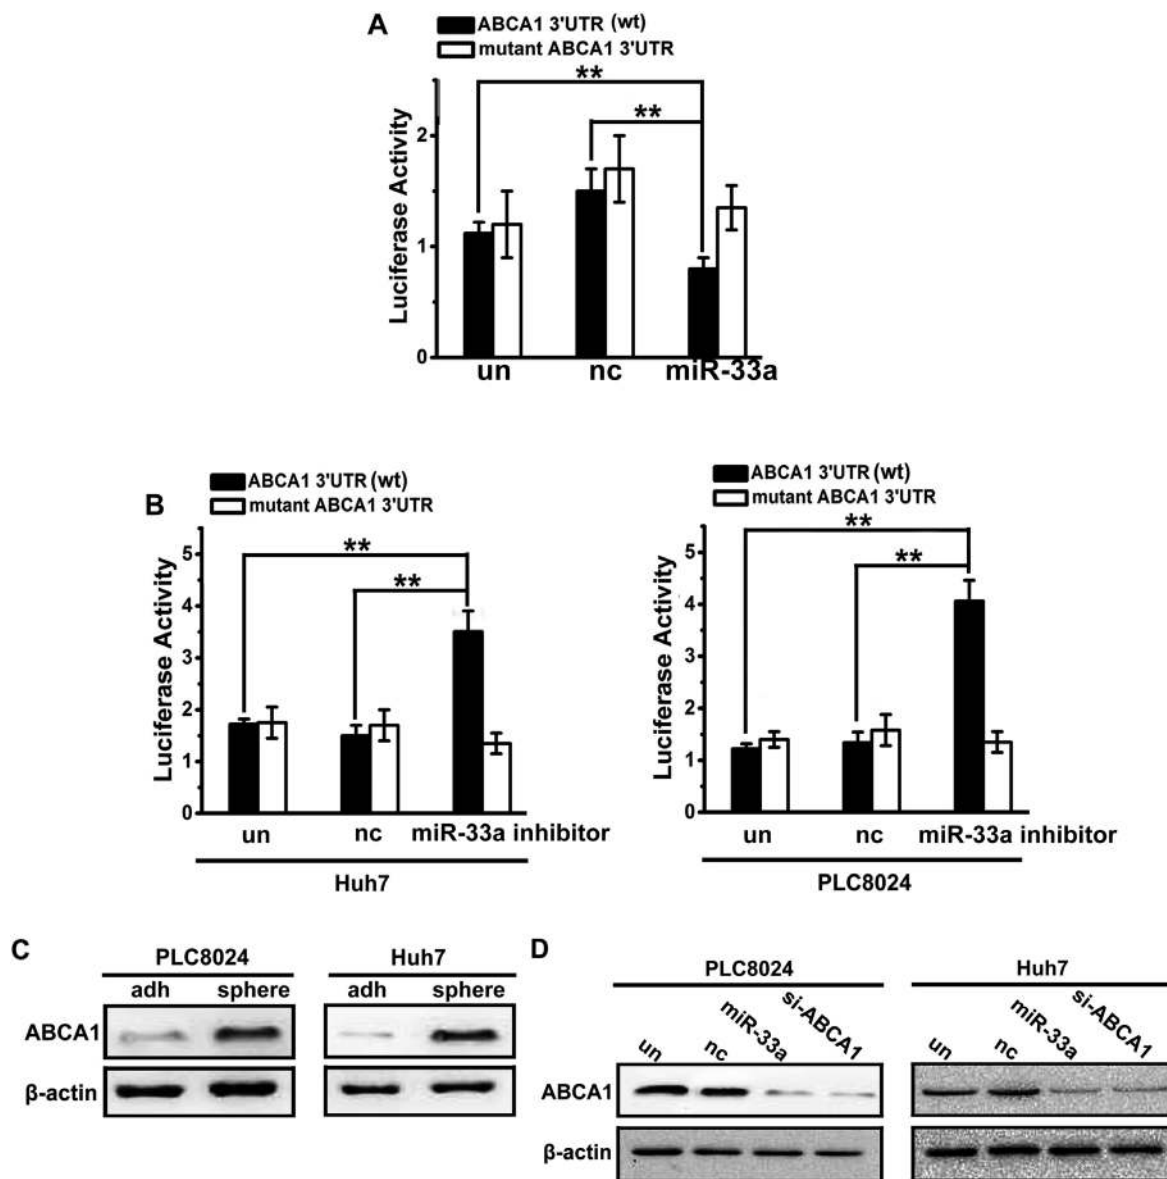 A
ABCA1 3'UTR (wt)
mutant ABCA1 3'UTR
**
**
Luciferase Activity
2
1
0
un nc miR-33a
B
ABCA1 3'UTR (wt)
mutant ABCA1 3'UTR
**
**
Luciferase Activity
5
4
3
2
1
0
un nc miR-33a inhibitor
Huh7
ABCA1 3'UTR (wt)
mutant ABCA1 3'UTR
**
**
Luciferase Activity
5
4
3
2
1
0
un nc miR-33a inhibitor
PLC8024
C
PLC8024 Huh7
adh sphere adh sphere
ABCA1
β-actin
D
PLC8024 Huh7
un nc miR-33a si-ABCA1 un nc miR-33a si-ABCA1
ABCA1
β-actin